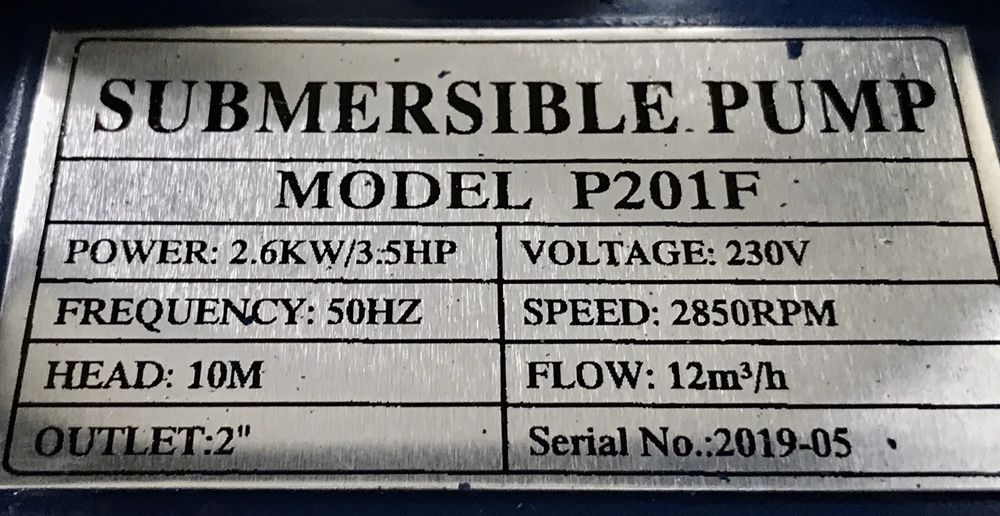 SUBMERSIBLE PUMP
MODEL P201F
POWER: 2.6KW/3.5HP VOLTAGE: 230V
FREQUENCY: 50HZ SPEED: 2850RPM
HEAD: 10M FLOW: 12m³/h
OUTLET:2" Serial No.:2019-05